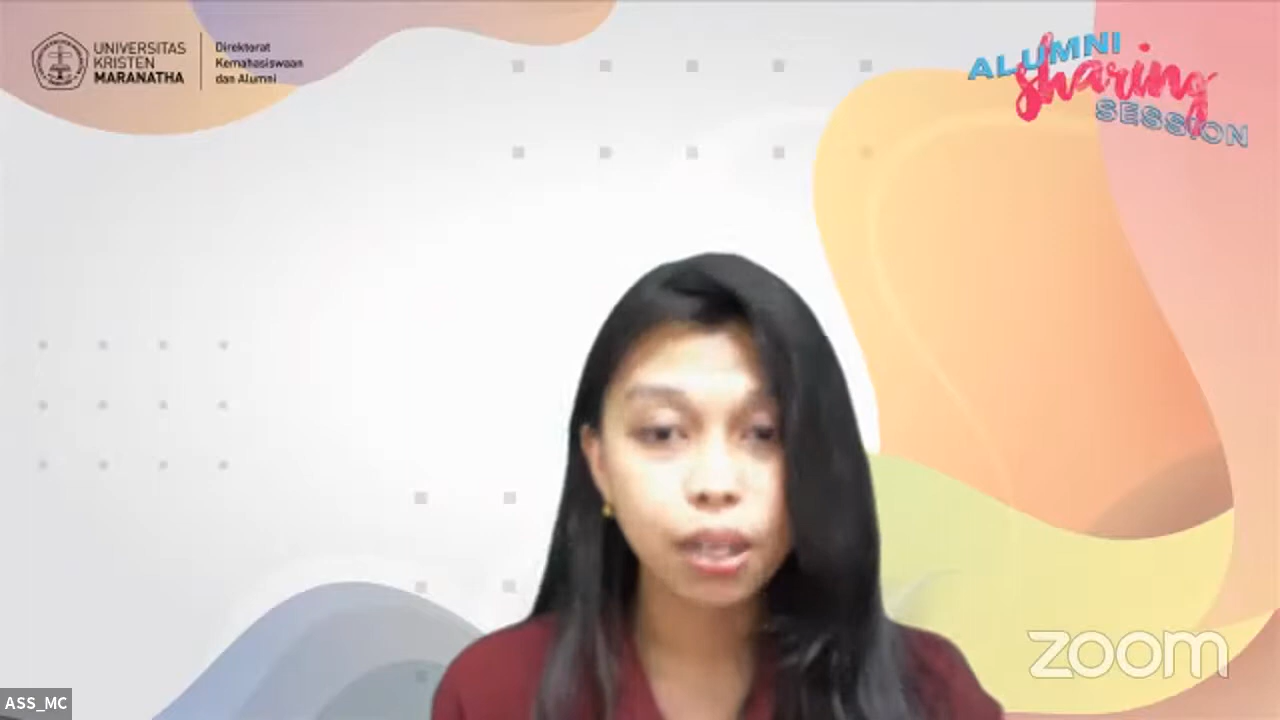 UNIVERSITAS
KRISTEN
MARANATHA
Direktorat
Kemahasiswaan
dan Alumni
ALUMNI
sharing
SESSION
zoom
ASS_MC